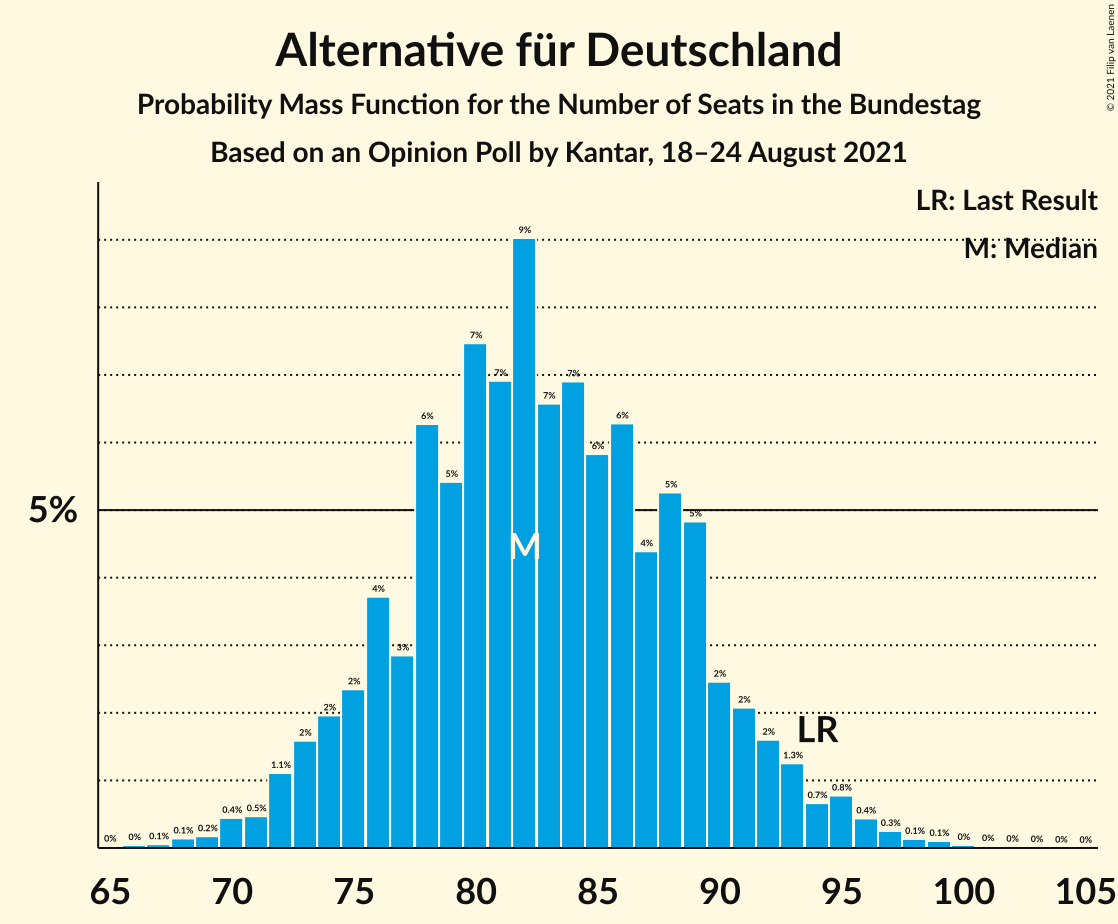 Alternative für Deutschland
Probability Mass Function for the Number of Seats in the Bundestag
Based on an Opinion Poll by Kantar, 18–24 August 2021
© 2021 Filip van Laenen
LR: Last Result
M: Median
9%
7%
7%
7%
7%
6%
6%
6%
5%
5%
5%
5%
M
4%
4%
3%
2%
2%
2%
2%
2%
2%
LR
1.3%
1.1%
0.7%
0.8%
0% 0% 0.1% 0.1% 0.2% 0.4% 0.5%
0.4% 0.3% 0.1% 0.1% 0% 0% 0% 0% 0% 0%
65 70 75 80 85 90 95 100 105